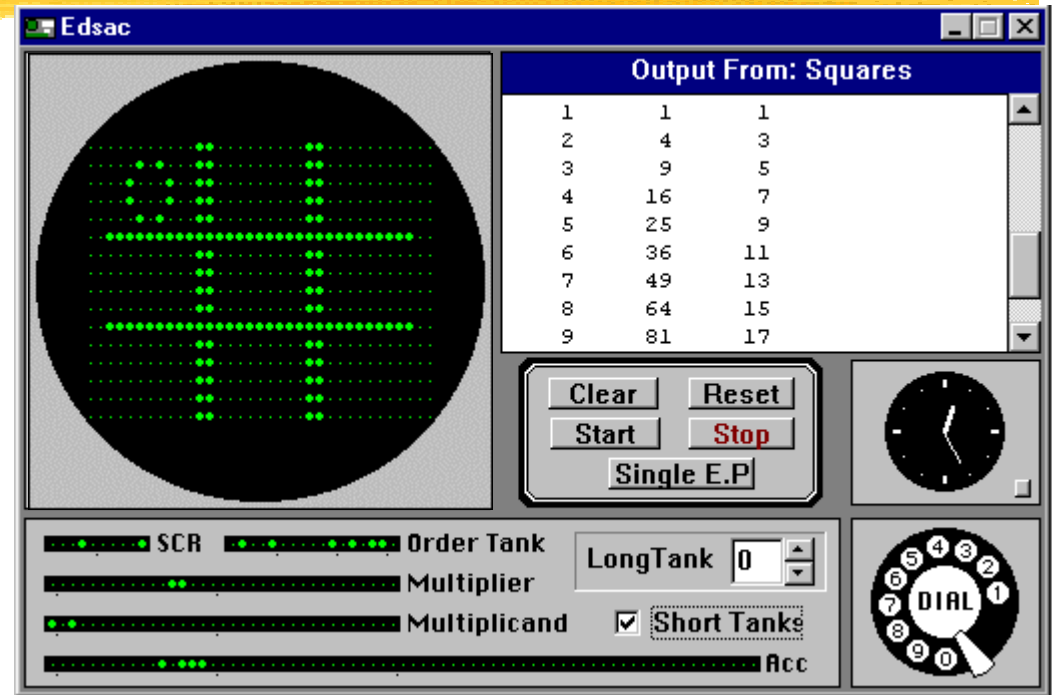 Edsac
Output From: Squares
1 1 1
2 4 3
3 9 5
4 16 7
5 25 9
6 36 11
7 49 13
8 64 15
9 81 17
Clear Reset
Start Stop
Single E.P
SCR Order Tank
LongTank 0
Multiplier
Multiplicand
Short Tanks
Acc
1 2 3 4 5 6 7 8 9 0
DIAL